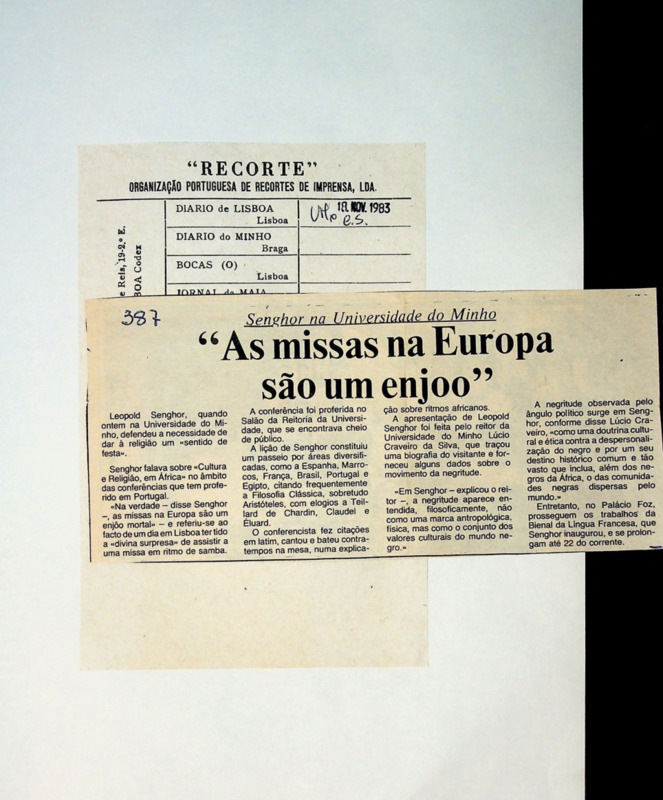 "RECORTE"
ORGANIZAÇÃO PORTUGUESA DE RECORTES DE IMPRENSA, LDA.
e Reis, 19-2.º E.
BOA Codex
DIARIO de LISBOA
Lisboa
DIARIO do MINHO
Braga
BOCAS (O)
Lisboa
JORNAL da MAIA
NOV. 1983
387
Senghor na Universidade do Minho
“As missas na Europa
são um enjoo”
Leopold Senghor, quando
ontem na Universidade do Mi-
nho, defendeu a necessidade de
dar à religião um «sentido de
festa».
Senghor falava sobre «Cultura
e Religião, em África» no âmbito
das conferências que tem profe-
rido em Portugal.
«Na verdade – disse Senghor
–, as missas na Europa são um
enjôo mortal» – e referiu-se ao
facto de um dia em Lisboa ter tido
a «divina surpresa» de assistir a
uma missa em ritmo de samba.
A conferência foi proferida no
Salão da Reitoria da Universi-
dade, que se encontrava cheio
de público.
A lição de Senghor constituiu
um passeio por áreas diversifi-
cadas, como a Espanha, Marro-
cos, França, Brasil, Portugal e
Egipto, citando frequentemente
a Filosofia Clássica, sobretudo
Aristóteles, com elogios a Teil-
lard de Chardin, Claudel e
Éluard.
O conferencista fez citações
em latim, cantou e bateu contra-
tempos na mesa, numa explica-
ção sobre ritmos africanos.
A apresentação de Leopold
Senghor foi feita pelo reitor da
Universidade do Minho Lúcio
Craveiro da Silva, que traçou
uma biografia do visitante e for-
neceu alguns dados sobre o
movimento da negritude.
«Em Senghor – explicou o rei-
tor –, a negritude aparece en-
tendida, filosoficamente, não
como uma marca antropológica,
física, mas como o conjunto dos
valores culturais do mundo ne-
gro.»
A negritude observada pelo
ângulo político surge em Seng-
hor, conforme disse Lúcio Cra-
veiro, «como uma doutrina cultu-
ral e ética contra a despersonali-
zação do negro e por um seu
destino histórico comum e tão
vasto que inclua, além dos ne-
gros da África, o das comunida-
des negras dispersas pelo
mundo.»
Entretanto, no Palácio Foz,
prosseguem os trabalhos da
Bienal da Língua Francesa, que
Senghor inaugurou, e se prolon-
gam até 22 do corrente.